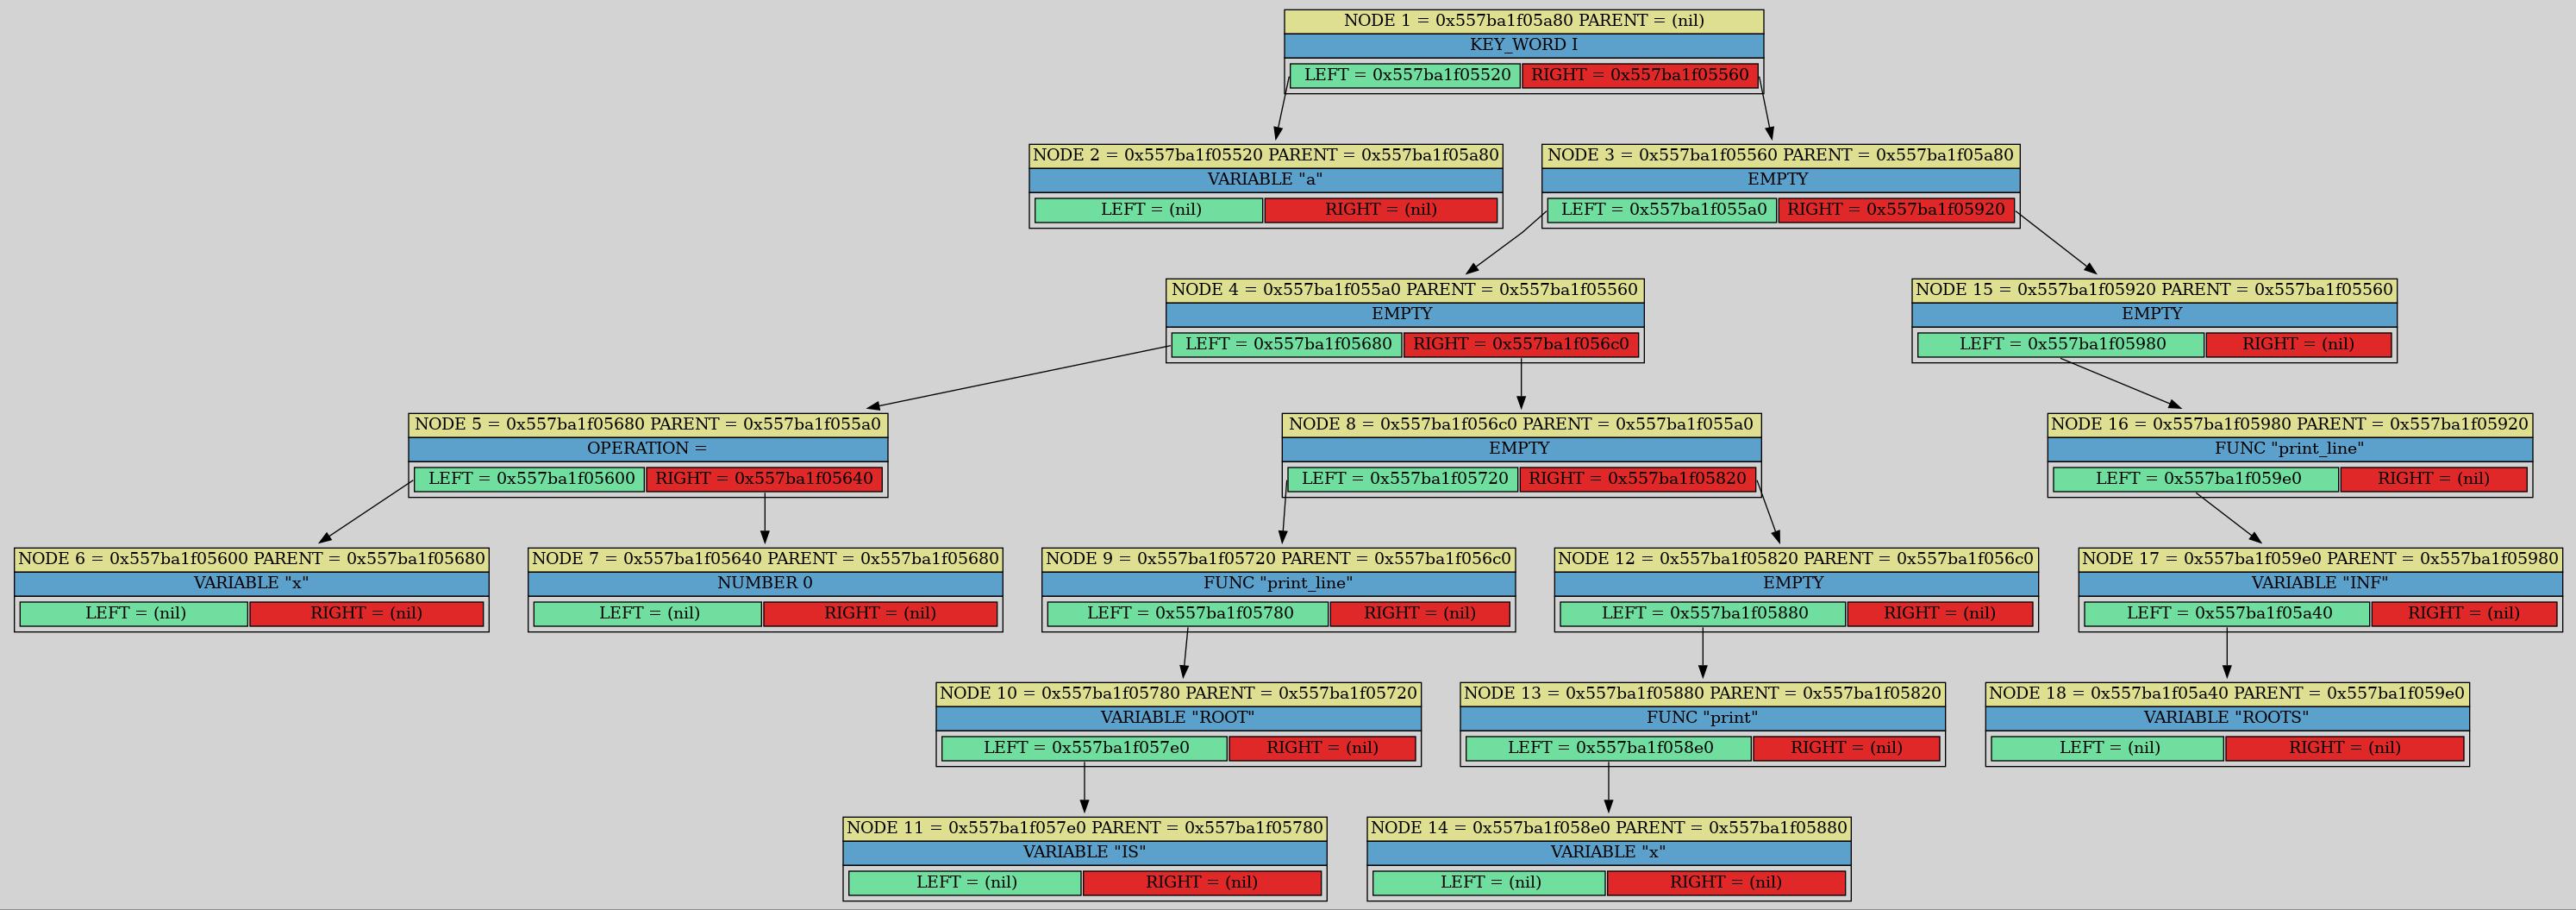 NODE 1 = 0x557ba1f05a80 PARENT = (nil)
KEY_WORD I
LEFT = 0x557ba1f05520 RIGHT = 0x557ba1f05560
NODE 2 = 0x557ba1f05520 PARENT = 0x557ba1f05a80
VARIABLE "a"
LEFT = (nil) RIGHT = (nil)
NODE 3 = 0x557ba1f05560 PARENT = 0x557ba1f05a80
EMPTY
LEFT = 0x557ba1f055a0 RIGHT = 0x557ba1f05920
NODE 4 = 0x557ba1f055a0 PARENT = 0x557ba1f05560
EMPTY
LEFT = 0x557ba1f05680 RIGHT = 0x557ba1f056c0
NODE 15 = 0x557ba1f05920 PARENT = 0x557ba1f05560
EMPTY
LEFT = 0x557ba1f05980 RIGHT = (nil)
NODE 5 = 0x557ba1f05680 PARENT = 0x557ba1f055a0
OPERATION =
LEFT = 0x557ba1f05600 RIGHT = 0x557ba1f05640
NODE 8 = 0x557ba1f056c0 PARENT = 0x557ba1f055a0
EMPTY
LEFT = 0x557ba1f05720 RIGHT = 0x557ba1f05820
NODE 16 = 0x557ba1f05980 PARENT = 0x557ba1f05920
FUNC "print_line"
LEFT = 0x557ba1f059e0 RIGHT = (nil)
NODE 6 = 0x557ba1f05600 PARENT = 0x557ba1f05680
VARIABLE "x"
LEFT = (nil) RIGHT = (nil)
NODE 7 = 0x557ba1f05640 PARENT = 0x557ba1f05680
NUMBER 0
LEFT = (nil) RIGHT = (nil)
NODE 9 = 0x557ba1f05720 PARENT = 0x557ba1f056c0
FUNC "print_line"
LEFT = 0x557ba1f05780 RIGHT = (nil)
NODE 12 = 0x557ba1f05820 PARENT = 0x557ba1f056c0
EMPTY
LEFT = 0x557ba1f05880 RIGHT = (nil)
NODE 17 = 0x557ba1f059e0 PARENT = 0x557ba1f05980
VARIABLE "INF"
LEFT = 0x557ba1f05a40 RIGHT = (nil)
NODE 10 = 0x557ba1f05780 PARENT = 0x557ba1f05720
VARIABLE "ROOT"
LEFT = 0x557ba1f057e0 RIGHT = (nil)
NODE 13 = 0x557ba1f05880 PARENT = 0x557ba1f05820
FUNC "print"
LEFT = 0x557ba1f058e0 RIGHT = (nil)
NODE 18 = 0x557ba1f05a40 PARENT = 0x557ba1f059e0
VARIABLE "ROOTS"
LEFT = (nil) RIGHT = (nil)
NODE 11 = 0x557ba1f057e0 PARENT = 0x557ba1f05780
VARIABLE "IS"
LEFT = (nil) RIGHT = (nil)
NODE 14 = 0x557ba1f058e0 PARENT = 0x557ba1f05880
VARIABLE "x"
LEFT = (nil) RIGHT = (nil)